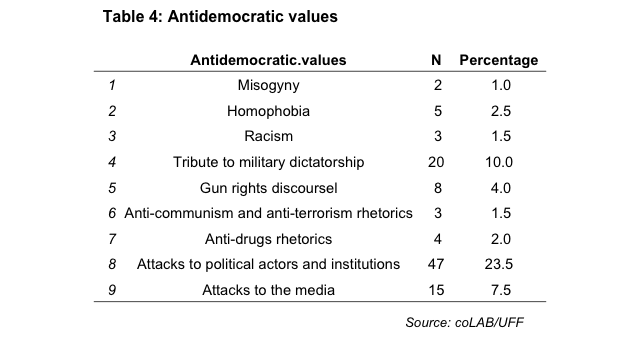 Table 4: Antidemocratic values
Antidemocratic.values N Percentage
1 Misogyny 2 1.0
2 Homophobia 5 2.5
3 Racism 3 1.5
4 Tribute to military dictatorship 20 10.0
5 Gun rights discoursel 8 4.0
6 Anti-communism and anti-terrorism rhetorics 3 1.5
7 Anti-drugs rhetorics 4 2.0
8 Attacks to political actors and institutions 47 23.5
9 Attacks to the media 15 7.5
Source: coLAB/UFF